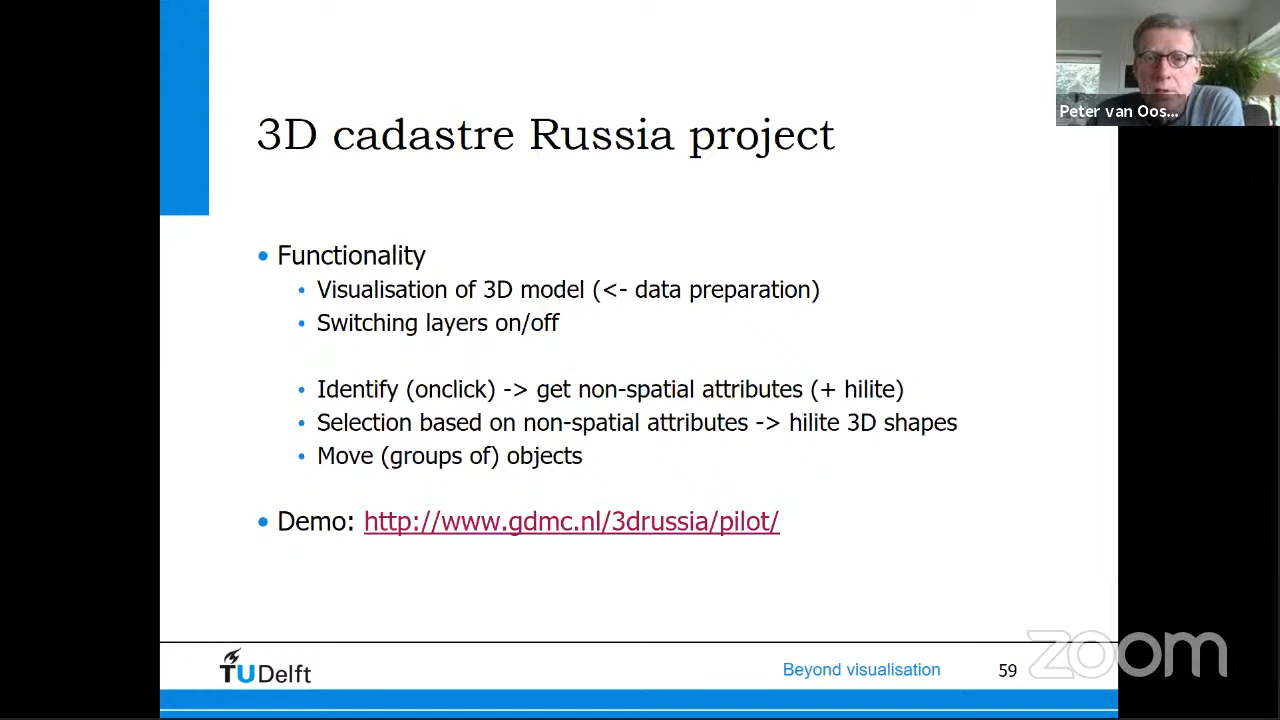 Peter van Oos...
3D cadastre Russia project
• Functionality
• Visualisation of 3D model (<- data preparation)
• Switching layers on/off
• Identify (onclick) -> get non-spatial attributes (+ hilite)
• Selection based on non-spatial attributes -> hilite 3D shapes
• Move (groups of) objects
• Demo: http://www.gdmc.nl/3drussia/pilot/
TUDelft
Beyond visualisation
59
zoom